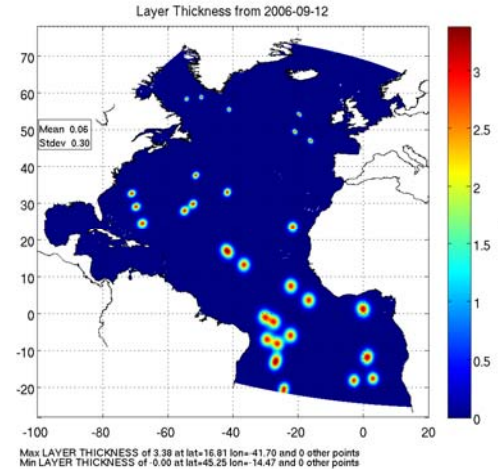 Layer Thickness from 2006-09-12
70
60
50
40
30
20
10
0
-10
-20
Mean 0.06
Stdev 0.30
-100 -80 -60 -40 -20 0 20
3
2.5
2
1.5
1
0.5
0
Max LAYER THICKNESS of 3.38 at lat=16.81 lon=-41.70 and 0 other points
Min LAYER THICKNESS of -0.00 at lat=45.25 lon=-14.47 and 0 other points